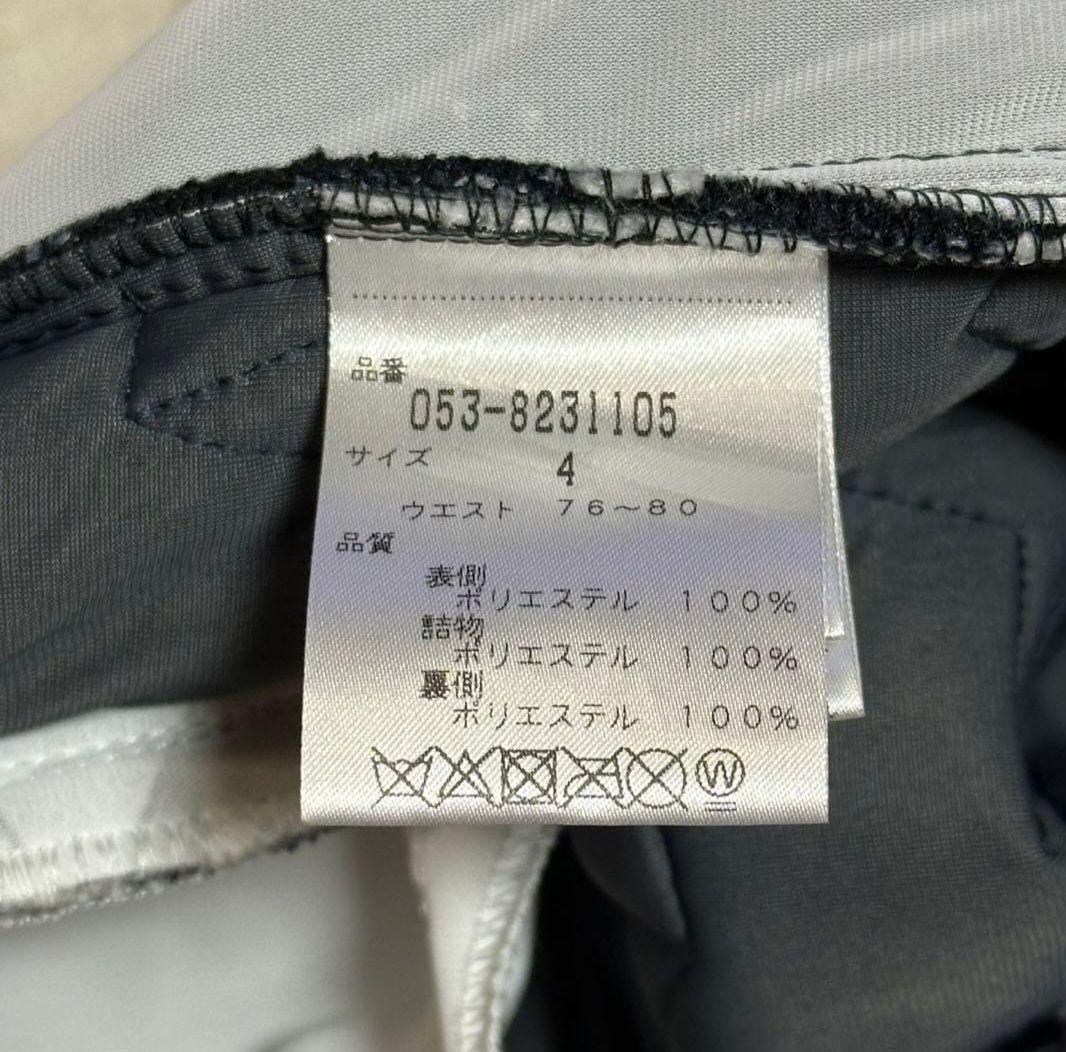 品番
053-8231105
サイズ 4
ウエスト 76～80
品質
表側
ポリエステル 100%
詰物
ポリエステル 100%
裏側
ポリエステル 100%
W